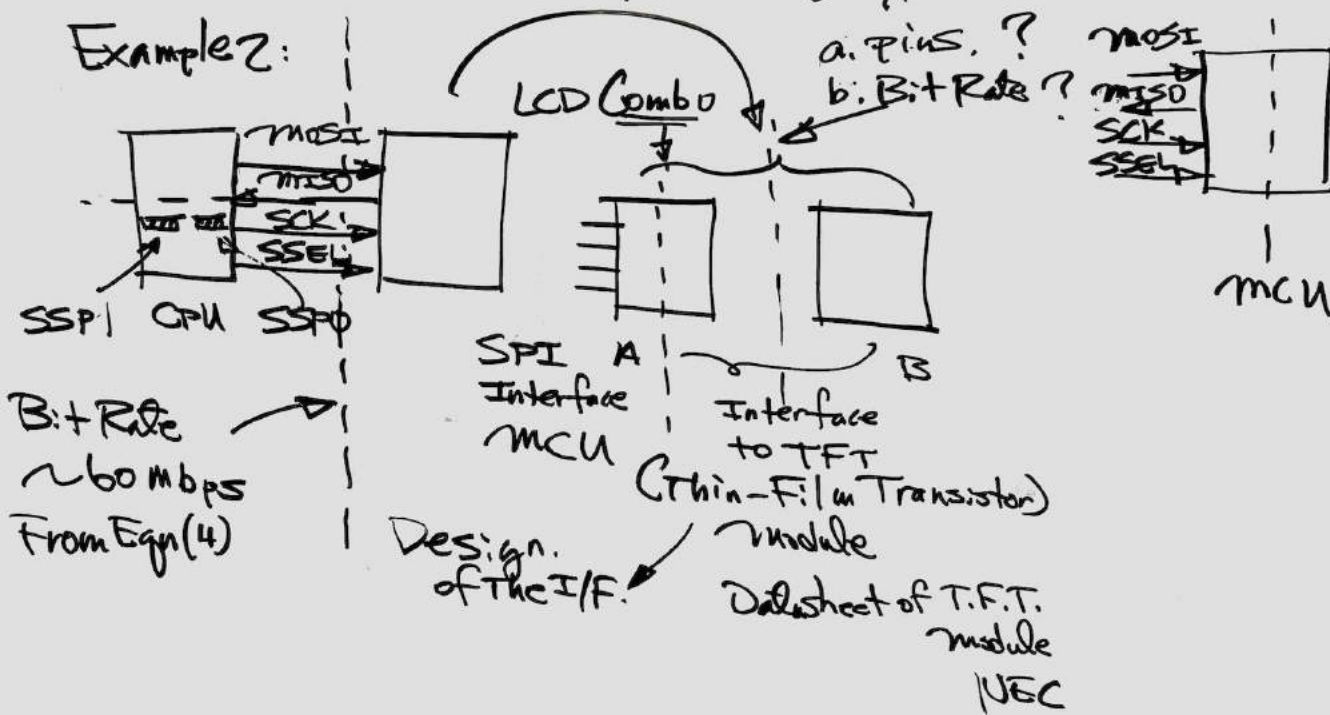 Example 2:
LCD Combo
a. pins. ?
b. Bit Rate ?
MOSI
MISO
SCK
SSEL
MOSI
MISO
SCK
SSEL
MCU
SSP1 CPU SSP0
SPI A
Interface
MCU
B
Interface
to TFT
(Thin-Film Transistor)
module
Bit Rate
~60 mbps
From Eqn(4)
Design.
of The I/F.
Datasheet of T.F.T.
module
NEC